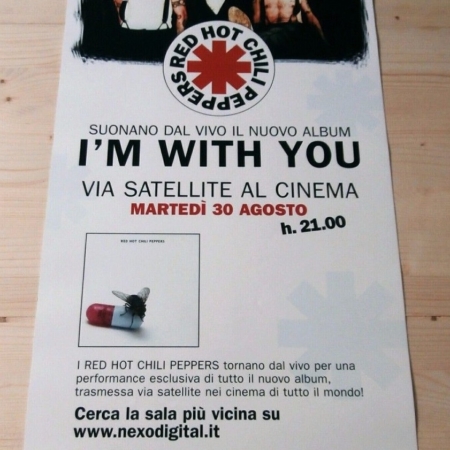 RED HOT CHILI PEPPERS
SUONANO DAL VIVO IL NUOVO ALBUM
I'M WITH YOU
VIA SATELLITE AL CINEMA
MARTEDÌ 30 AGOSTO
h. 21.00
RED HOT CHILI PEPPERS
I RED HOT CHILI PEPPERS tornano dal vivo per una
performance esclusiva di tutto il nuovo album,
trasmessa via satellite nei cinema di tutto il mondo!
Cerca la sala più vicina su
www.nexodigital.it